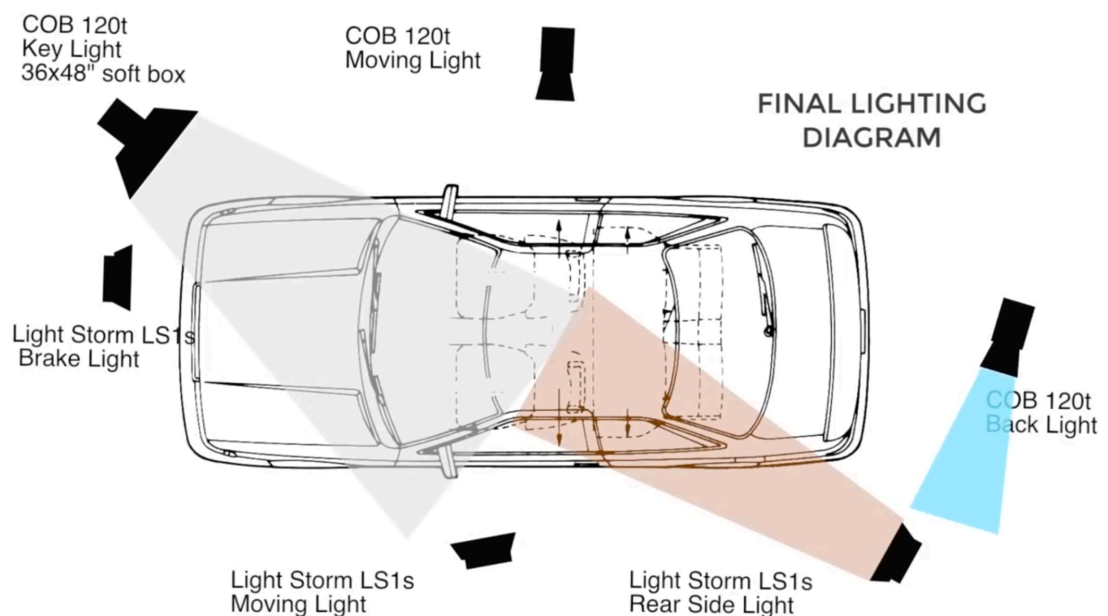 COB 120t
Key Light
36x48" soft box
COB 120t
Moving Light
FINAL LIGHTING
DIAGRAM
Light Storm LS1s
Brake Light
COB 120t
Back Light
Light Storm LS1s
Moving Light
Light Storm LS1s
Rear Side Light